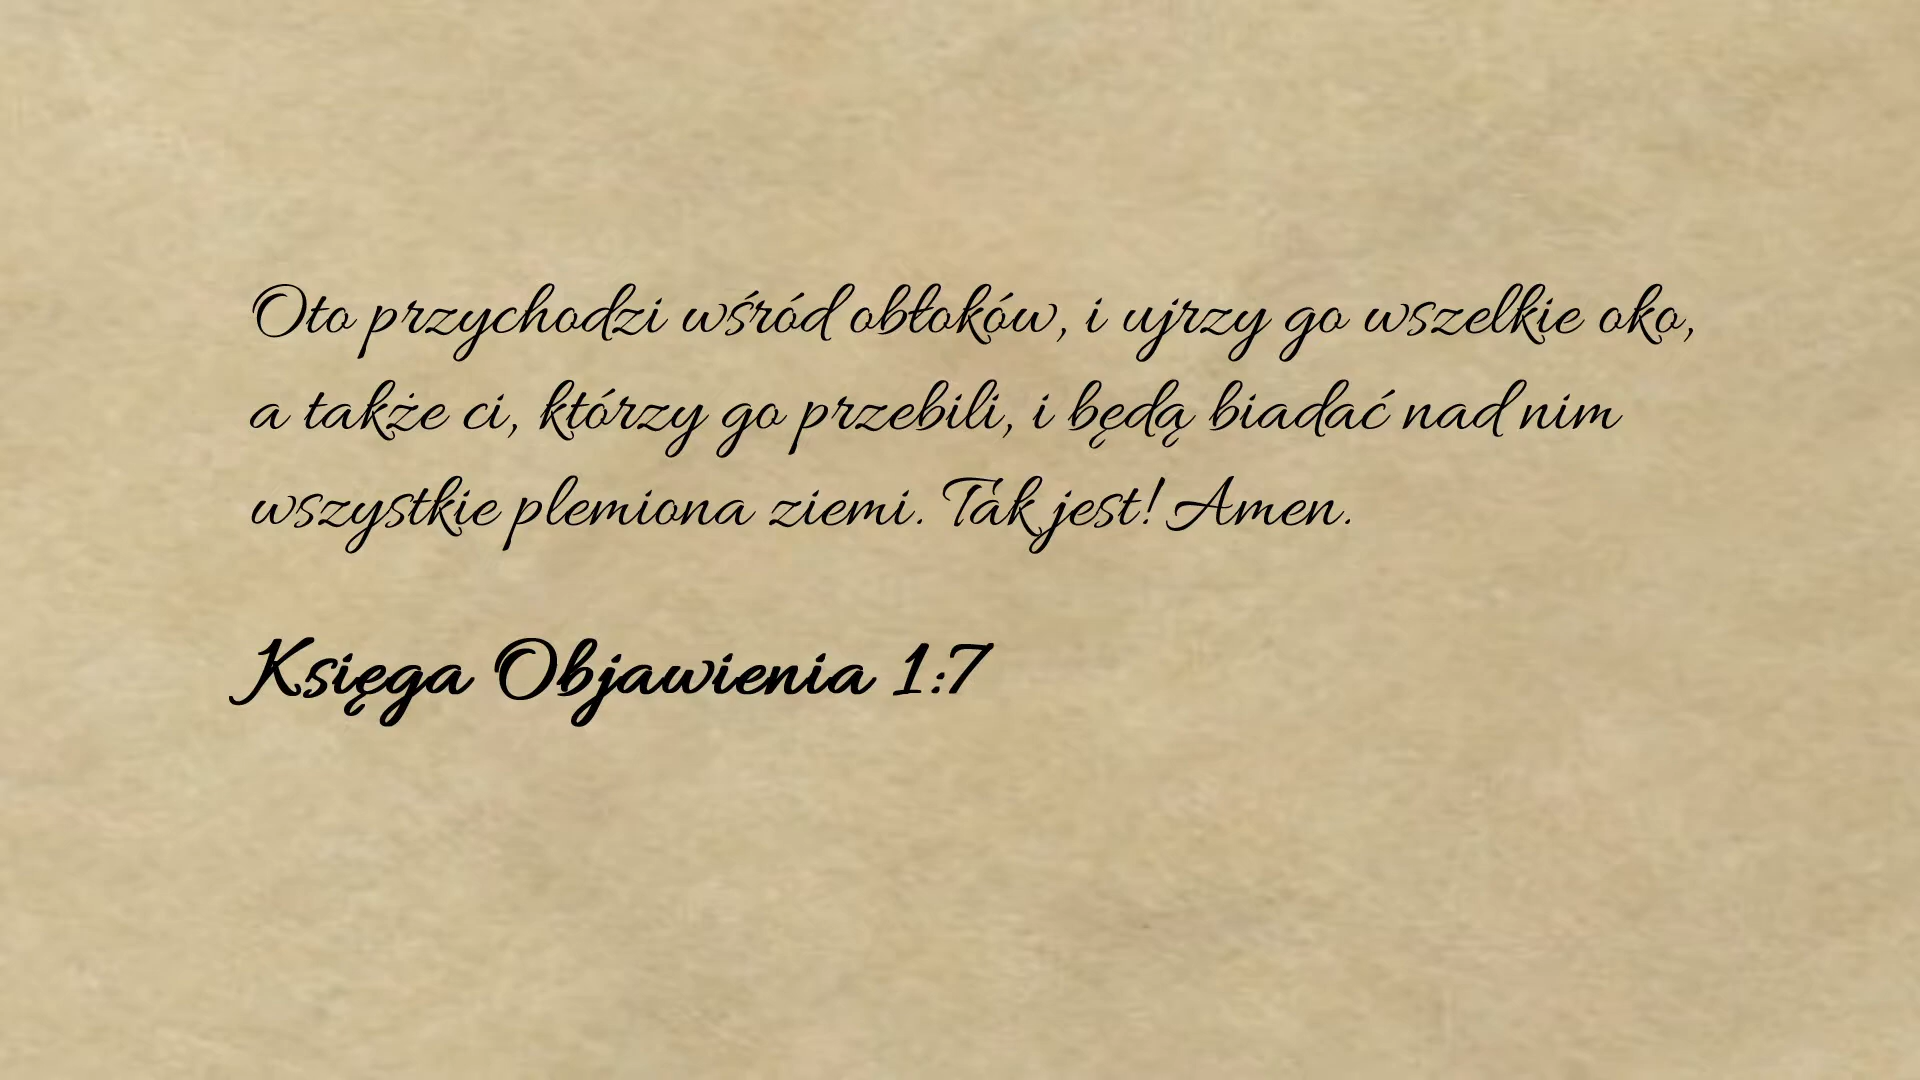 Oto przychodzi wśród obłoków, i ujrzy go wszelkie oko,
a także ci, którzy go przebili, i będą biadać nad nim
wszystkie plemiona ziemi. Tak jest! Amen.
Księga Objawienia 1:7